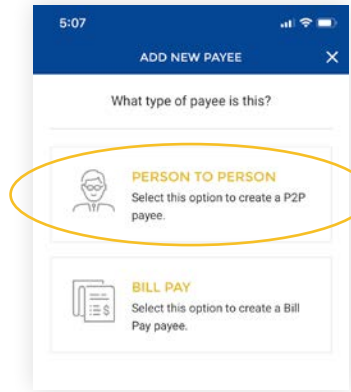 5:07
ADD NEW PAYEE
What type of payee is this?
PERSON TO PERSON
Select this option to create a P2P
payee.
BILL PAY
Select this option to create a Bill
Pay payee.